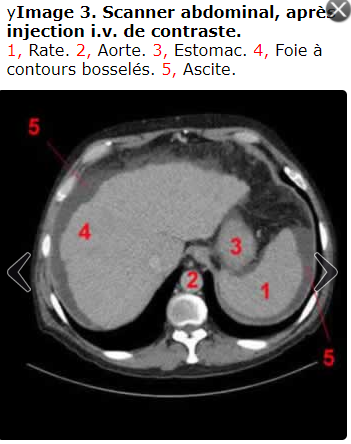 yImage 3. Scanner abdominal, après
injection i.v. de contraste.
1, Rate. 2, Aorte. 3, Estomac. 4, Foie à
contours bosselés. 5, Ascite.
5
4
3
2
1
5